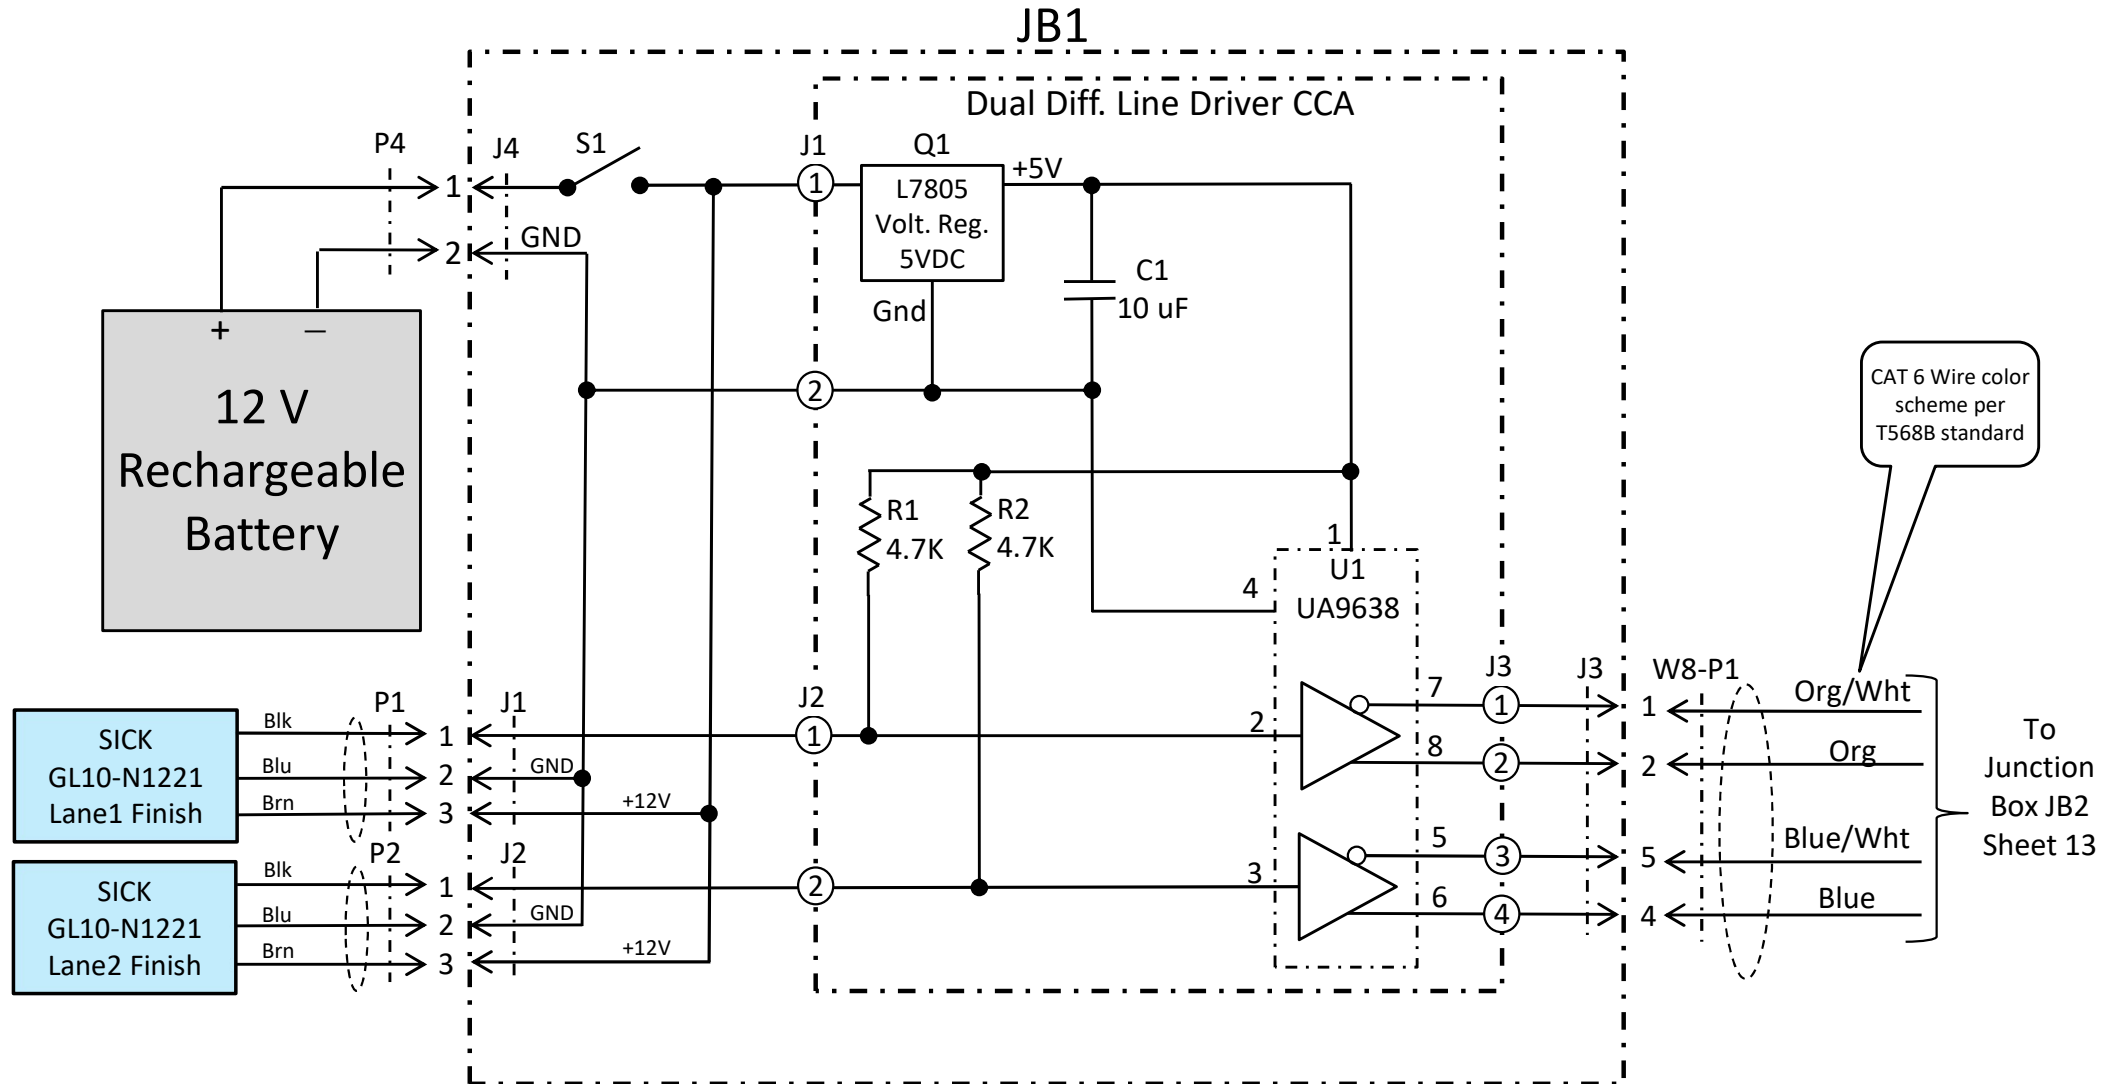 JB1
Dual Diff. Line Driver CCA
P4
J4
S1
J1
Q1
+5V
1
1
L7805
Volt. Reg.
5VDC
2
GND
Gnd
C1
10 uF
+
–
12 V
Rechargeable
Battery
2
CAT 6 Wire color
scheme per
T568B standard
R1
4.7K
R2
4.7K
1
4
U1
UA9638
SICK
GL10-N1221
Lane1 Finish
Blk
Blu
Brn
P1
1
2
3
J1
GND
+12V
J2
1
2
7
8
J3
1
2
J3
W8-P1
1
2
Org/Wht
Org
SICK
GL10-N1221
Lane2 Finish
Blk
Blu
Brn
P2
1
2
3
J2
GND
+12V
2
3
5
6
3
4
5
4
Blue/Wht
Blue
To
Junction
Box JB2
Sheet 13